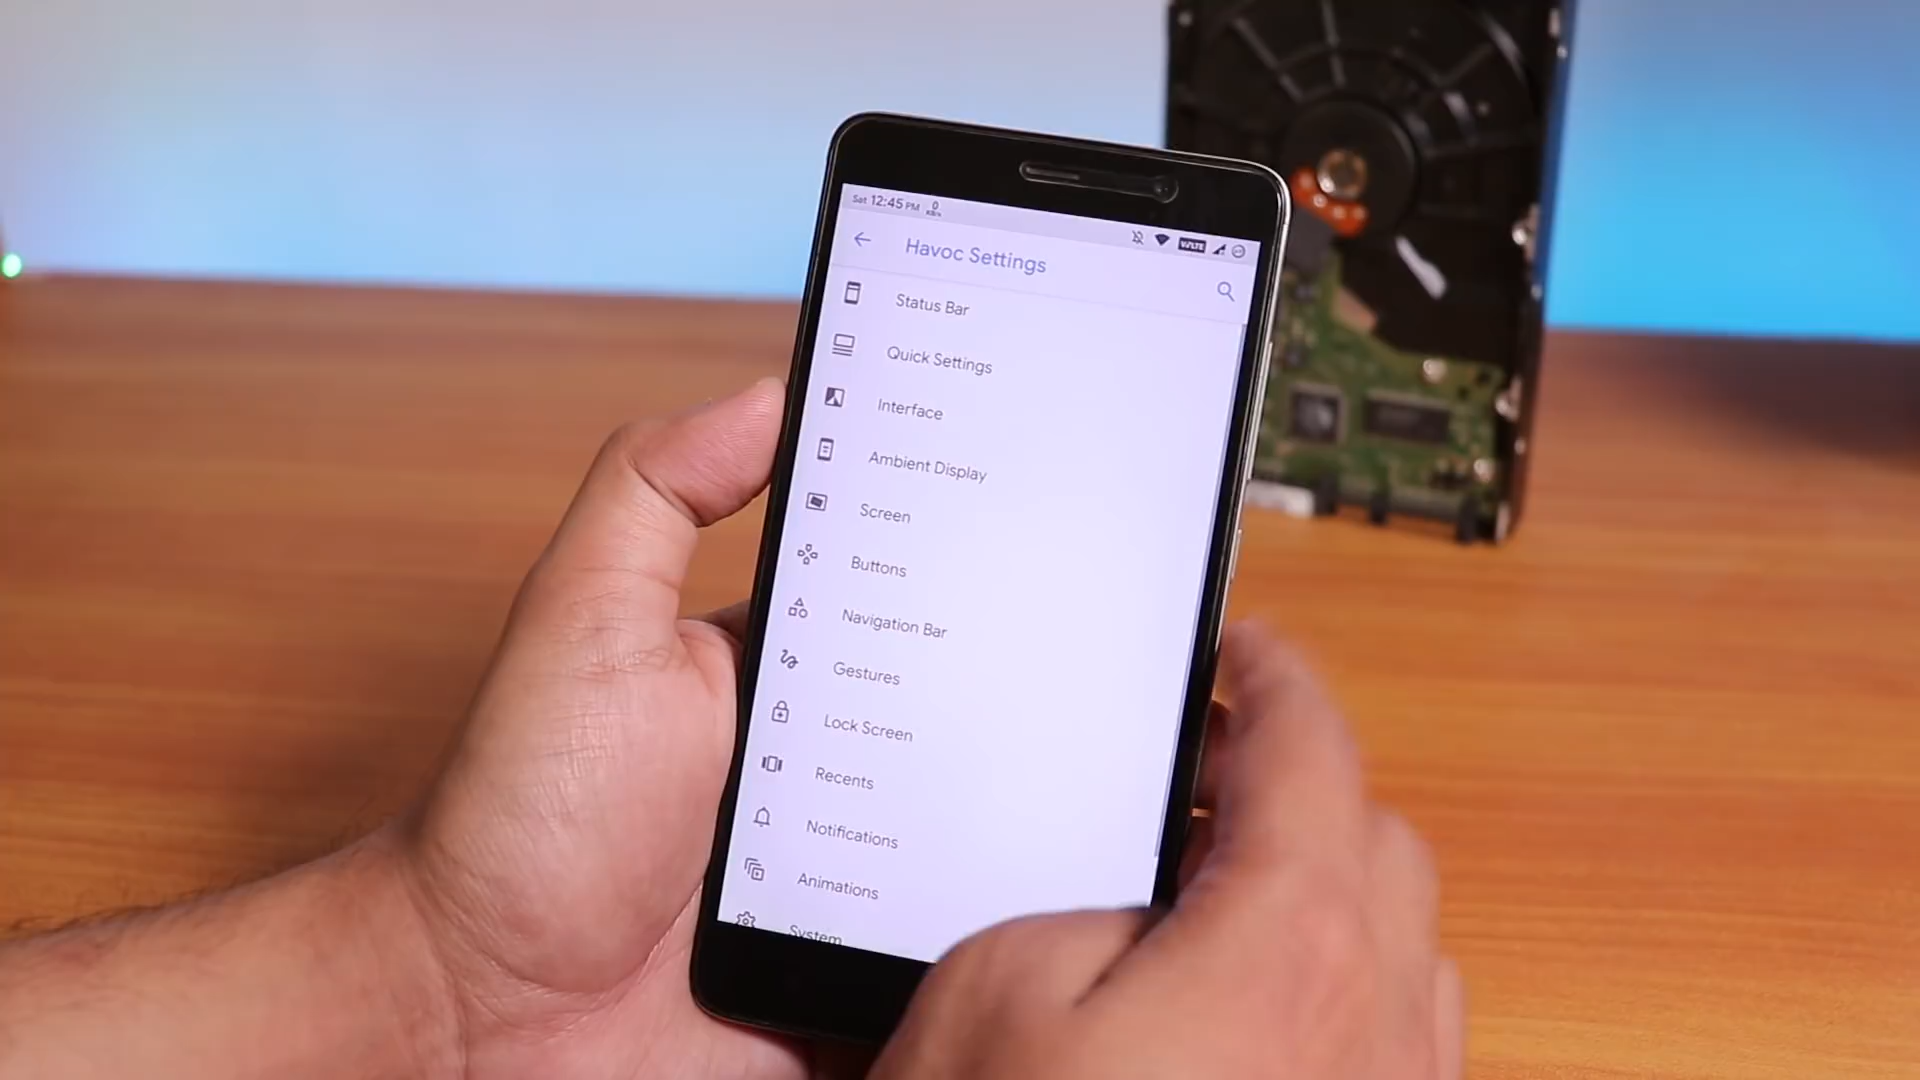 Sat 12:45 PM 0
Havoc Settings
Status Bar
Quick Settings
Interface
Ambient Display
Screen
Buttons
Navigation Bar
Gestures
Lock Screen
Recents
Notifications
Animations
System